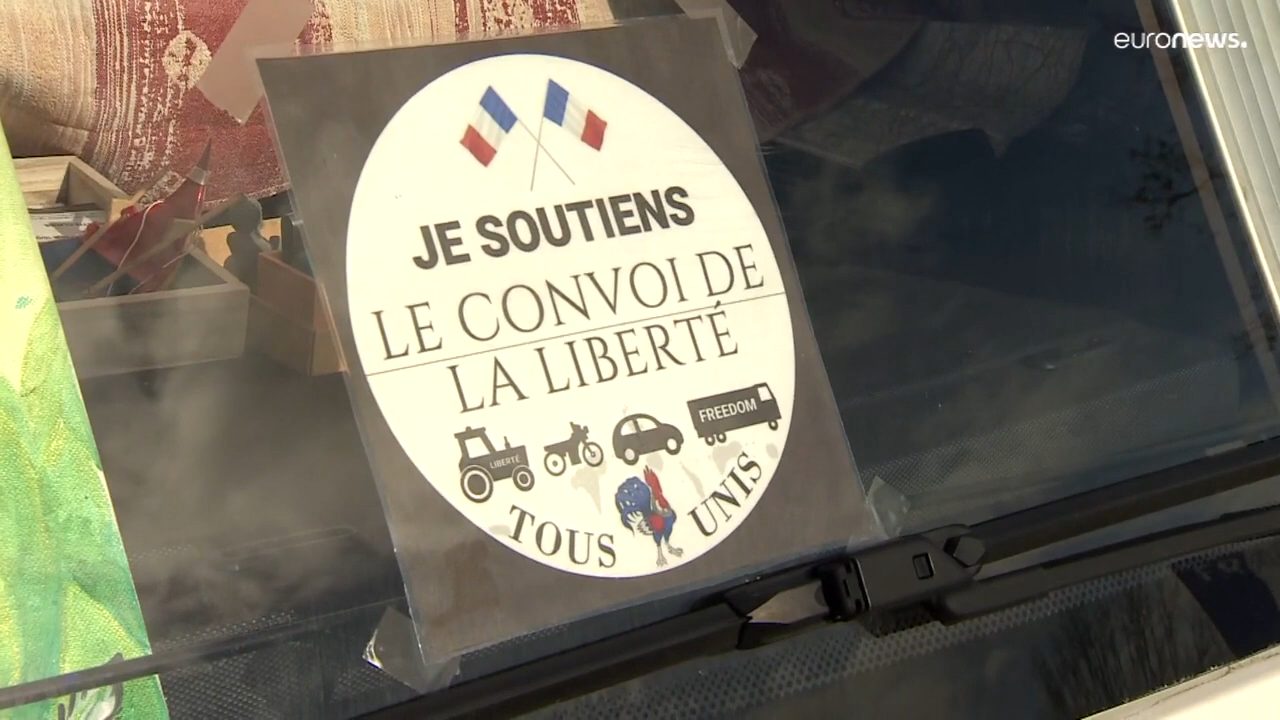 euronews.
JE SOUTIENS
LE CONVOI DE
LA LIBERTÉ
FREEDOM
LIBERTÉ
TOUS UNIS